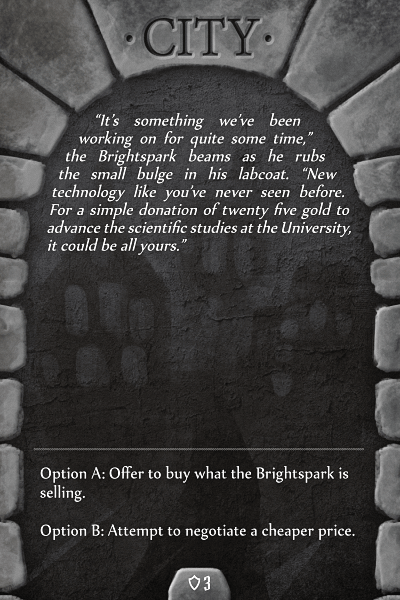 CITY
“It’s something we’ve been
working on for quite some time,”
the Brightspark beams as he rubs
the small bulge in his labcoat. “New
technology like you’ve never seen before.
For a simple donation of twenty five gold to
advance the scientific studies at the University,
it could be all yours.”
Option A: Offer to buy what the Brightspark is
selling.
Option B: Attempt to negotiate a cheaper price.
3